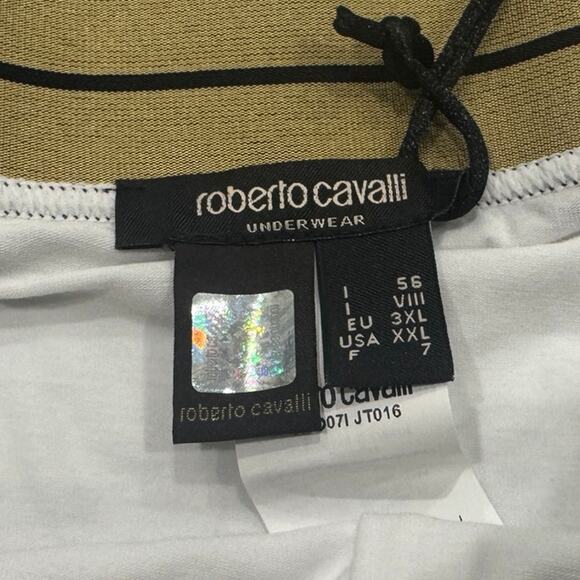 roberto cavalli
UNDERWEAR
I 56
I VIII
EU 3XL
USA XXL
F 7
roberto cavalli
o cavalli
007I JT016